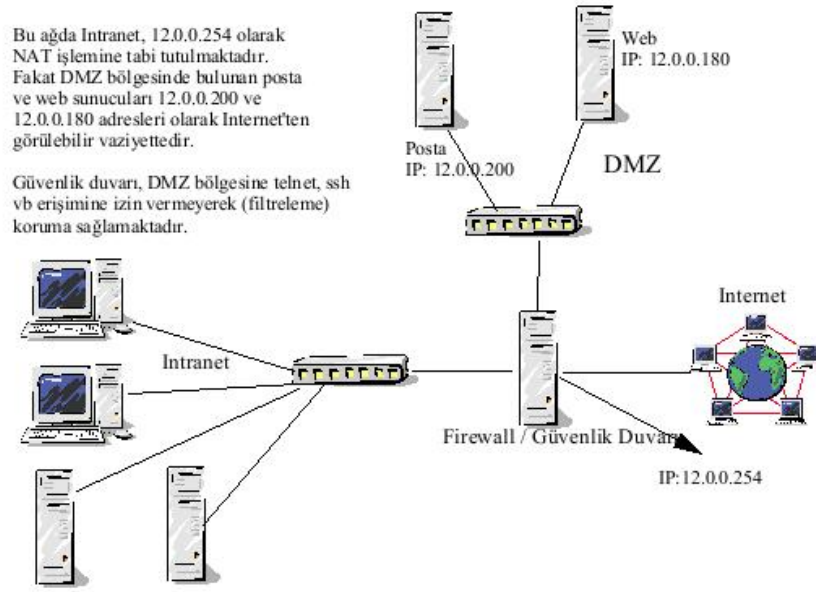 Bu ağda Intranet, 12.0.0.254 olarak
NAT işlemine tabi tutulmaktadır.
Fakat DMZ bölgesinde bulunan posta
ve web sunucuları 12.0.0.200 ve
12.0.0.180 adresleri olarak Internet'ten
görülebilir vaziyettedir.
Güvenlik duvarı, DMZ bölgesine telnet, ssh
vb erişimine izin vermeyerek (filtreleme)
koruma sağlamaktadır.
Web
IP: 12.0.0.180
Posta
IP: 12.0.0.200
DMZ
Internet
Intranet
Firewall / Güvenlik Duvarı
IP:12.0.0.254